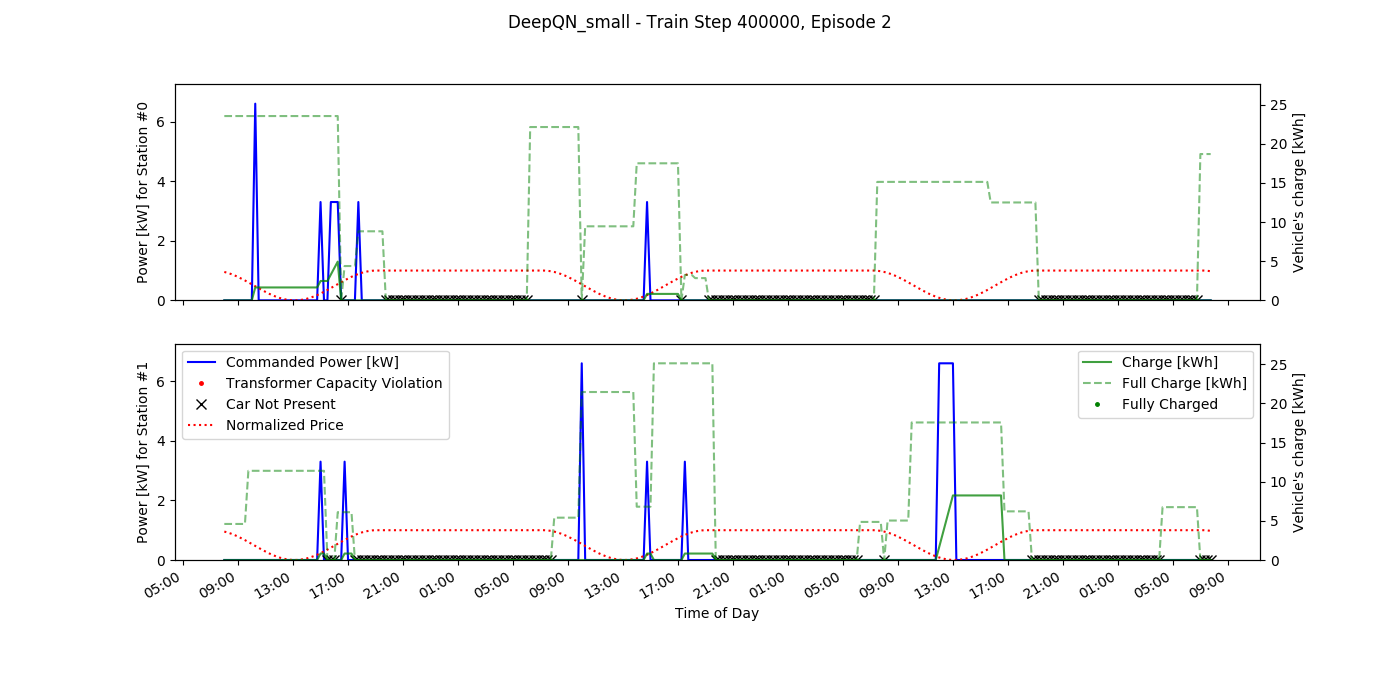 DeepQN_small - Train Step 400000, Episode 2
Power [kW] for Station #0
6
4
2
0
25
20
15
10
5
0
Vehicle's charge [kWh]
Power [kW] for Station #1
6
4
2
0
Commanded Power [kW]
Transformer Capacity Violation
Car Not Present
Normalized Price
Charge [kWh]
Full Charge [kWh]
Fully Charged
25
20
15
10
5
0
Vehicle's charge [kWh]
05:00 09:00 13:00 17:00 21:00 01:00 05:00 09:00 13:00 17:00 21:00 01:00 05:00 09:00 13:00 17:00 21:00 01:00 05:00 09:00
Time of Day